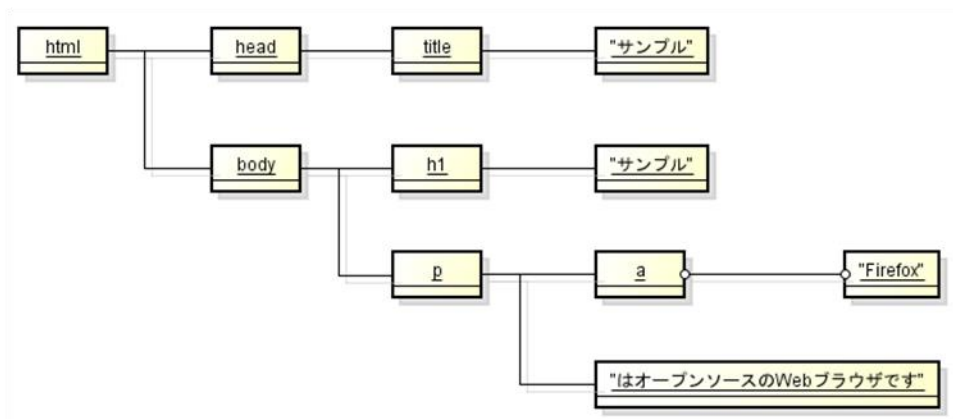 html
head
title
"サンプル"
body
h1
"サンプル"
p
a
"Firefox"
"はオープンソースのWebブラウザです"